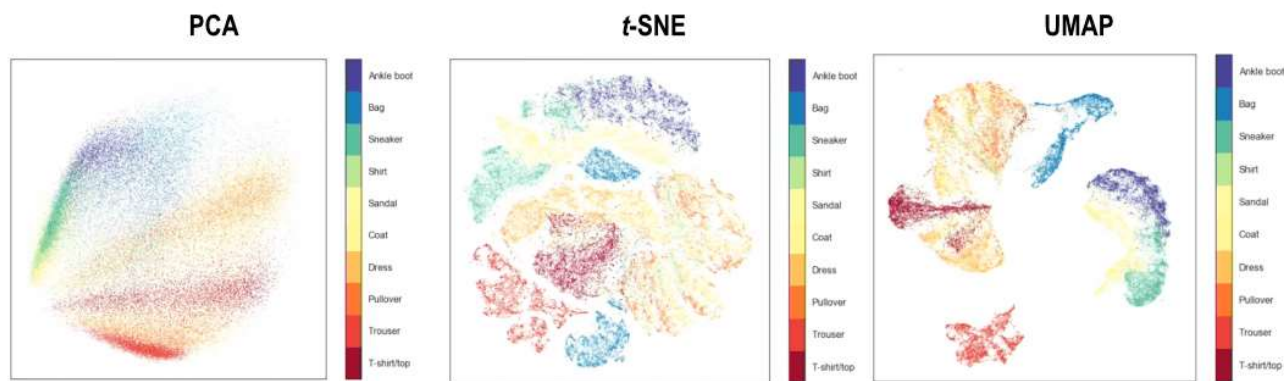 PCA
t-SNE
UMAP
Ankle boot
Bag
Sneaker
Shirt
Sandal
Coat
Dress
Pullover
Trouser
T-shirt/top
Ankle boot
Bag
Sneaker
Shirt
Sandal
Coat
Dress
Pullover
Trouser
T-shirt/top
Ankle boot
Bag
Sneaker
Shirt
Sandal
Coat
Dress
Pullover
Trouser
T-shirt/top